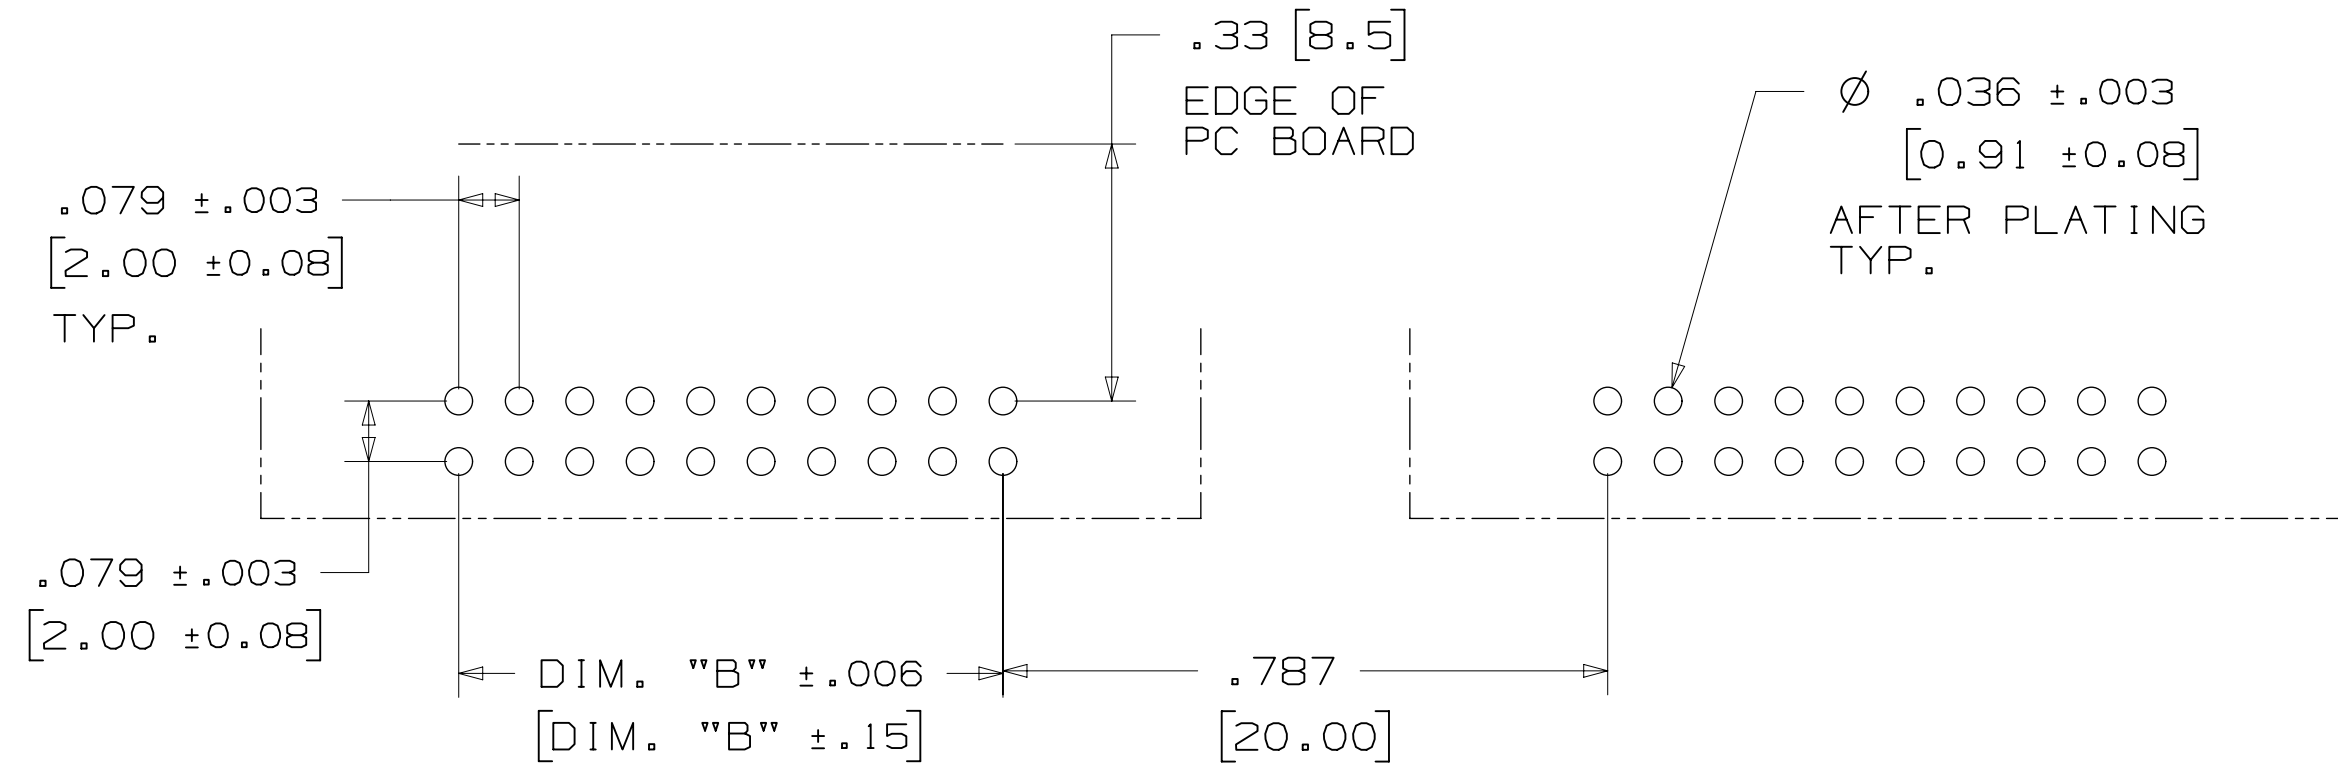 .33 [8.5]
EDGE OF
PC BOARD
Ø .036 ±.003
[0.91 ±0.08]
AFTER PLATING
TYP.
.079 ±.003
[2.00 ±0.08]
TYP.
.079 ±.003
[2.00 ±0.08]
DIM. "B" ±.006
[DIM. "B" ±.15]
.787
[20.00]